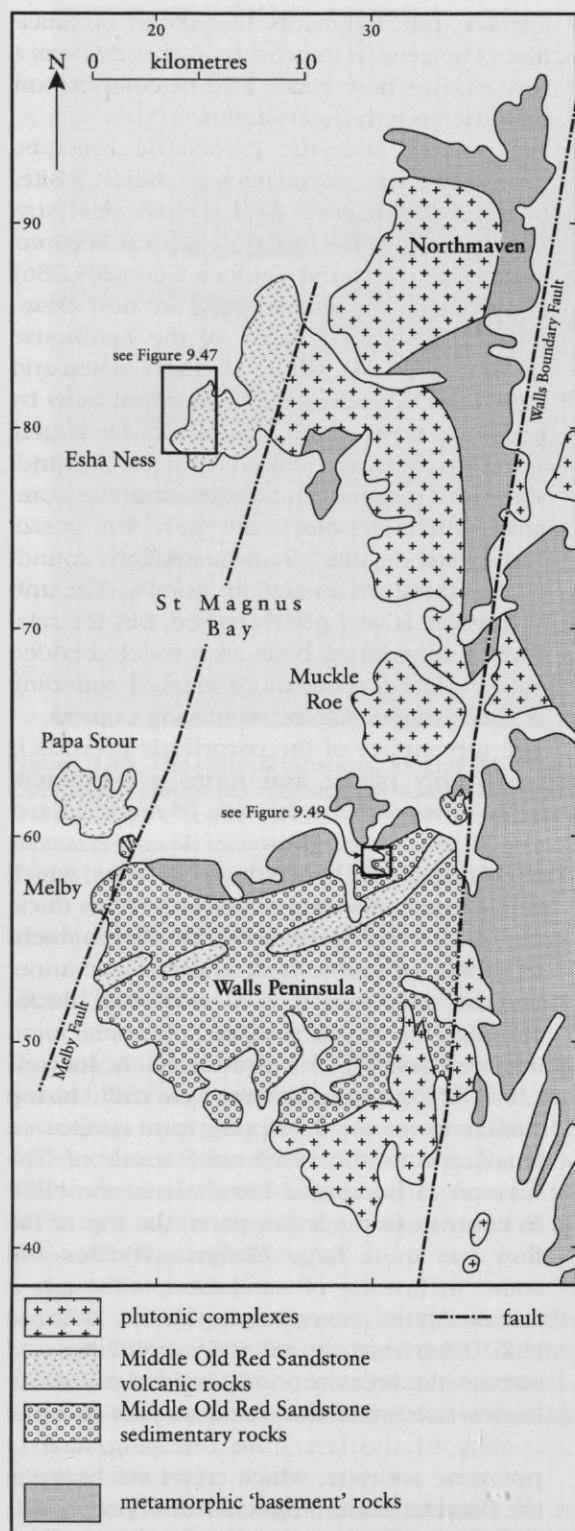 20
30
N
0
kilometres
10
90
Northmaven
see Figure 9.47
Walls Boundary Fault
80
Esha Ness
St Magnus
Bay
70
Muckle
Roe
Papa Stour
see Figure 9.49
60
Melby
Walls Peninsula
50
Melby Fault
40
plutonic complexes
fault
Middle Old Red Sandstone
volcanic rocks
Middle Old Red Sandstone
sedimentary rocks
metamorphic 'basement' rocks